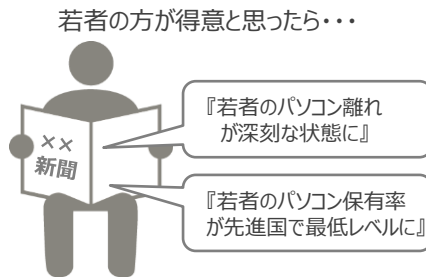 若者の方が得意と思ったら・・・
××
新聞
『若者のパソコン離れ
が深刻な状態に』
『若者のパソコン保有率
が先進国で最低レベルに』